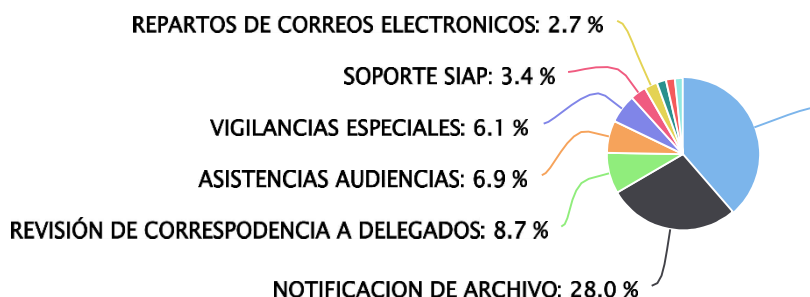 REPARTOS DE CORREOS ELECTRONICOS: 2.7 %
SOPORTE SIAP: 3.4 %
VIGILANCIAS ESPECIALES: 6.1 %
ASISTENCIAS AUDIENCIAS: 6.9 %
REVISIÓN DE CORRESPODENCIA A DELEGADOS: 8.7 %
NOTIFICACION DE ARCHIVO: 28.0 %